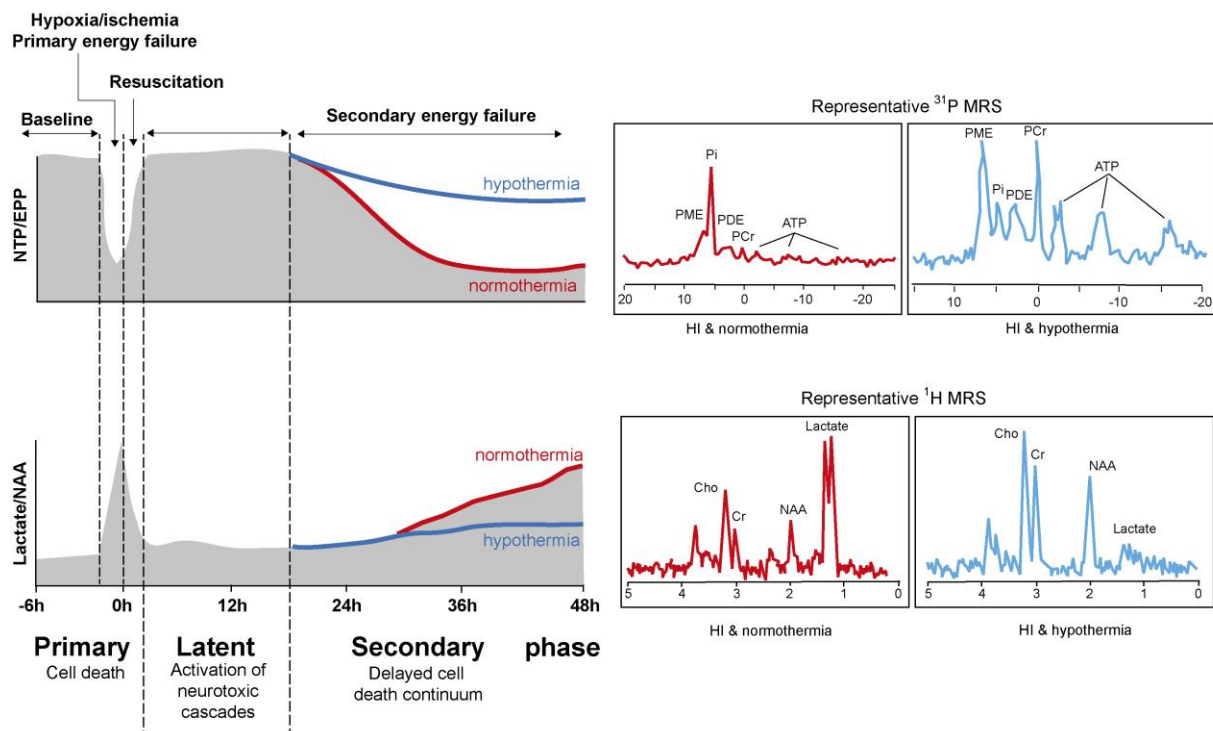 Hypoxia/ischemia
Primary energy failure
Resuscitation
Baseline
Secondary energy failure
NTP/EPP
hypothermia
normothermia
Lactate/NAA
normothermia
hypothermia
-6h 0h 12h 24h 36h 48h
Primary Latent Secondary phase
Cell death
Activation of
neurotoxic
cascades
Delayed cell
death continuum
Representative 31P MRS
Pi
PME
PDE
PCr
ATP
20 10 0 -10 -20
HI & normothermia
PME
PCr
ATP
Pi
PDE
10 0 -10 -20
HI & hypothermia
Representative 1H MRS
Lactate
Cho
Cr
NAA
5 4 3 2 1 0
HI & normothermia
Cho
Cr
NAA
Lactate
5 4 3 2 1 0
HI & hypothermia